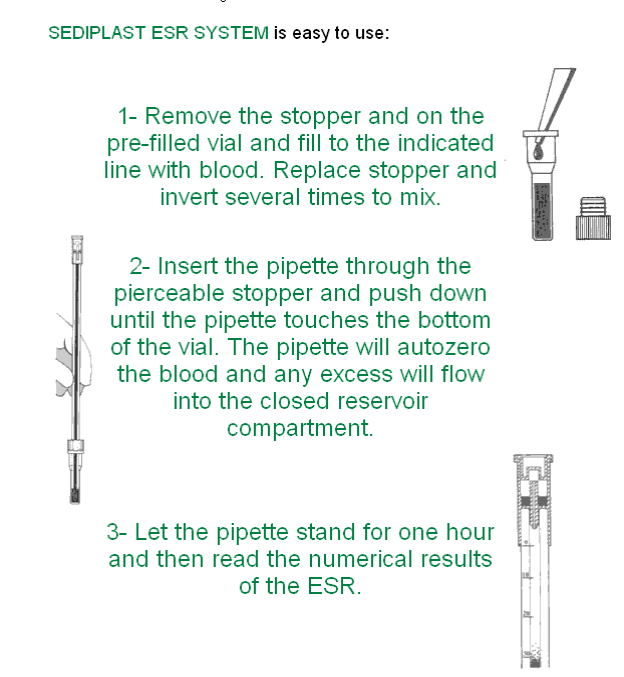 SEDIPLAST ESR SYSTEM is easy to use:
1- Remove the stopper and on the
pre-filled vial and fill to the indicated
line with blood. Replace stopper and
invert several times to mix.
2- Insert the pipette through the
pierceable stopper and push down
until the pipette touches the bottom
of the vial. The pipette will autozero
the blood and any excess will flow
into the closed reservoir
compartment.
3- Let the pipette stand for one hour
and then read the numerical results
of the ESR.